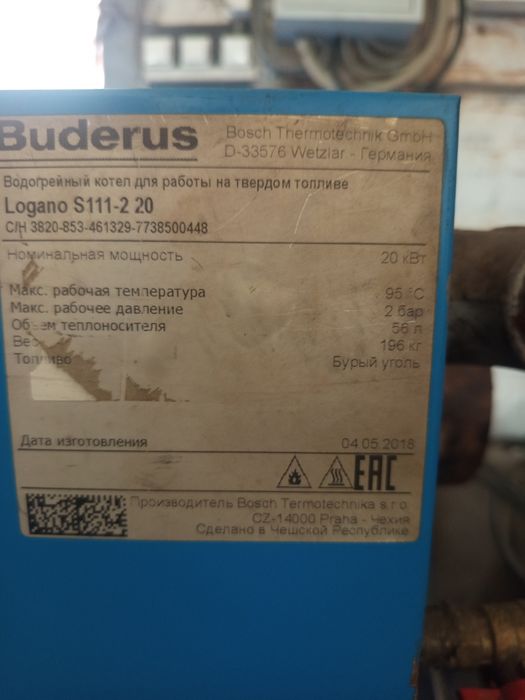 Buderus
Bosch Thermotechnik GmbH
D-33576 Wetzlar - Германия
Водогрейный котел для работы на твердом топливе
Logano S111-2 20
С/Н 3820-853-461329-7738500448
Номинальная мощность 20 кВт
Макс. рабочая температура 95 °C
Макс. рабочее давление 2 бар
Объем теплоносителя 56 л
Вес 196 кг
Топливо Бурый уголь
Дата изготовления 04.05.2018
EAC
Производитель Bosch Termotechnika s.r.o.
CZ-14000 Praha - Чехия
Сделано в Чешской Республике